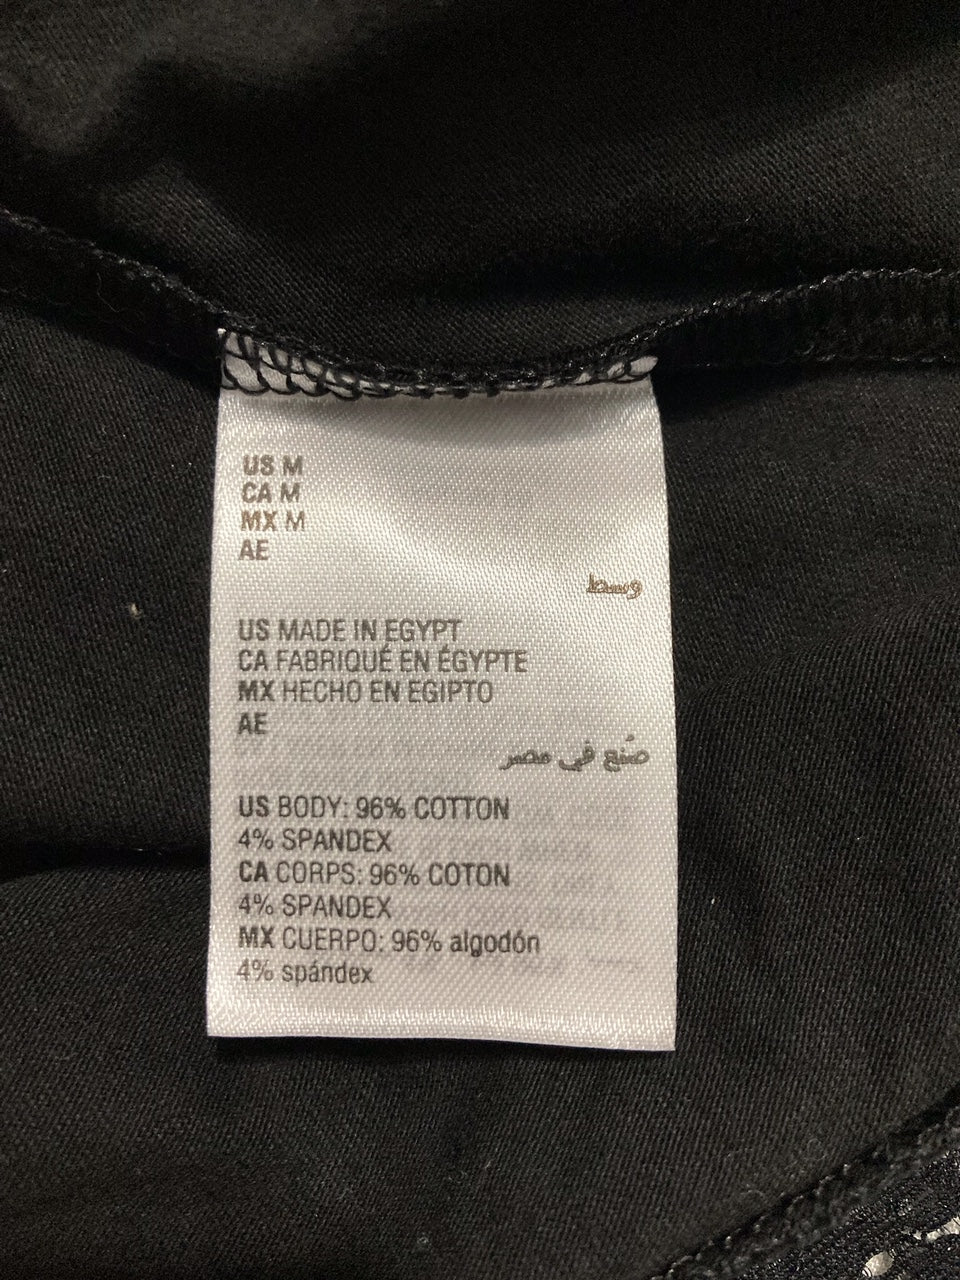 US M
CA M
MX M
AE
وسط
US MADE IN EGYPT
CA FABRIQUÉ EN ÉGYPTE
MX HECHO EN EGIPTO
AE
صُنع في مصر
US BODY: 96% COTTON
4% SPANDEX
CA CORPS: 96% COTON
4% SPANDEX
MX CUERPO: 96% algodón
4% spándex